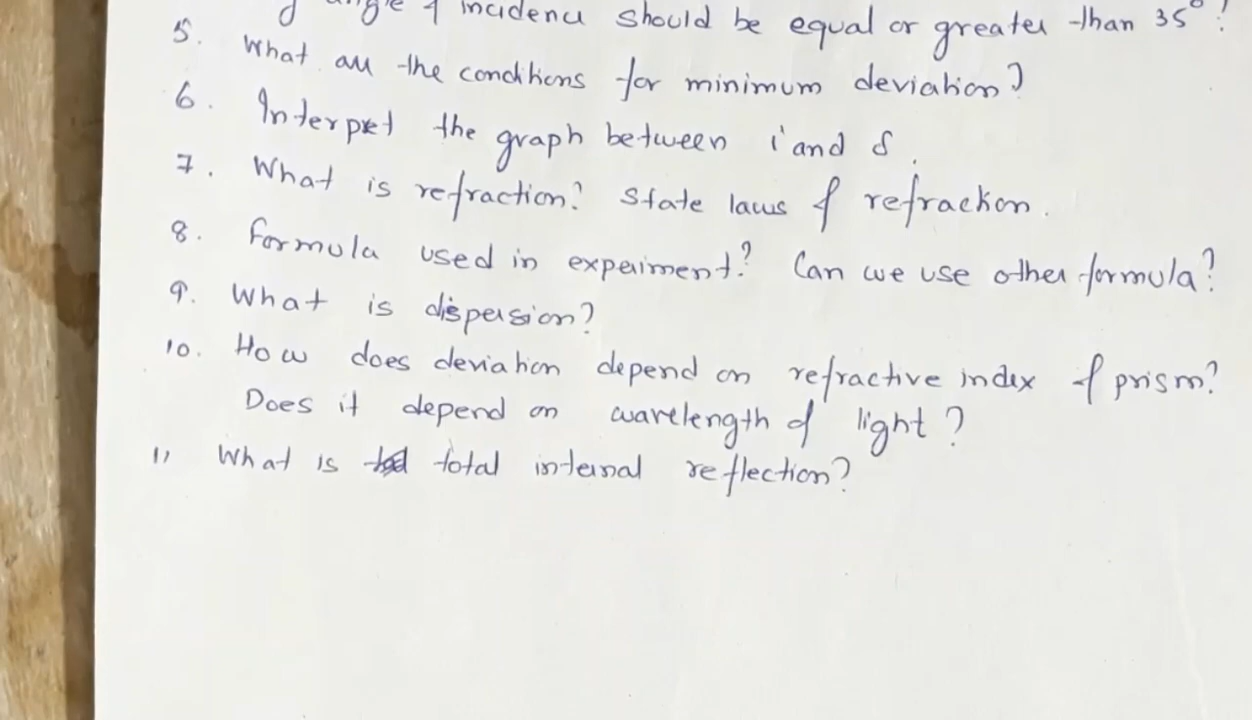 angle of incidence should be equal or greater than 35°?
5. What are the conditions for minimum deviation?
6. Interpret the graph between i and δ.
7. What is refraction? State laws of refraction.
8. Formula used in experiment? Can we use other formula?
9. What is dispersion?
10. How does deviation depend on refractive index of prism?
Does it depend on wavelength of light?
11 What is total internal reflection?